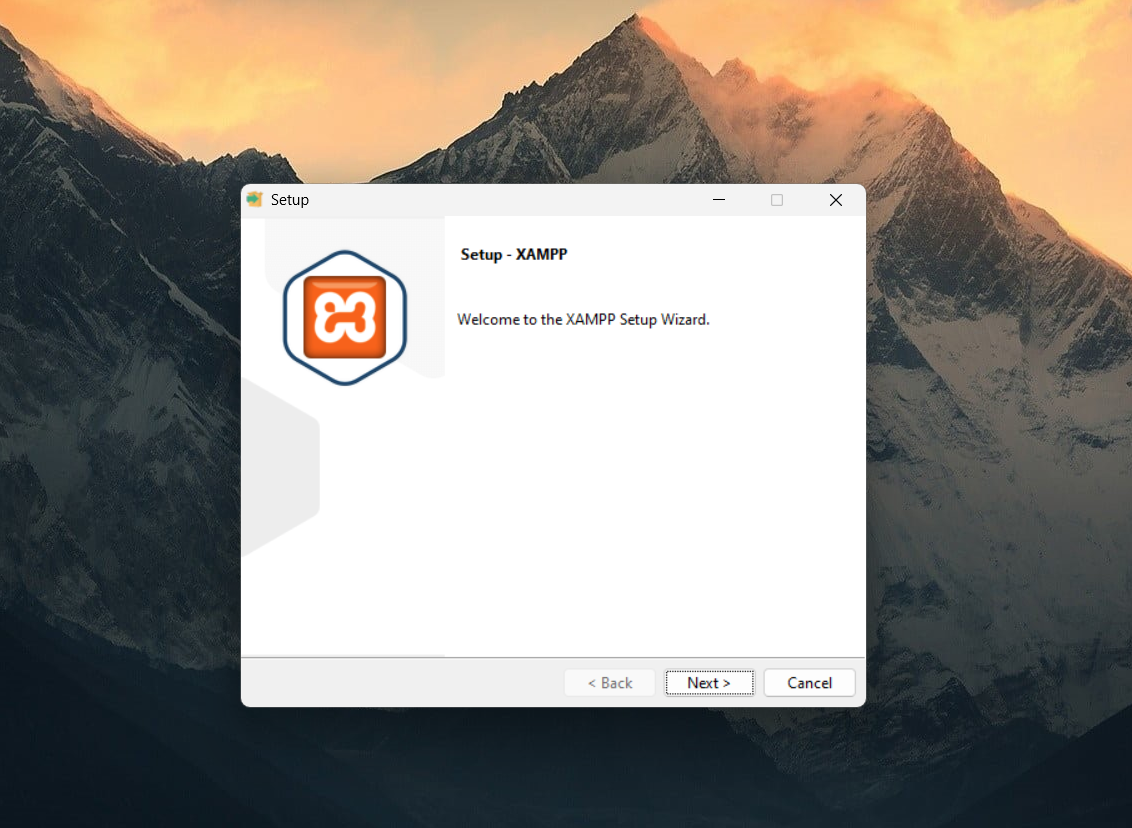 Setup
Setup - XAMPP
Welcome to the XAMPP Setup Wizard.
< Back
Next >
Cancel